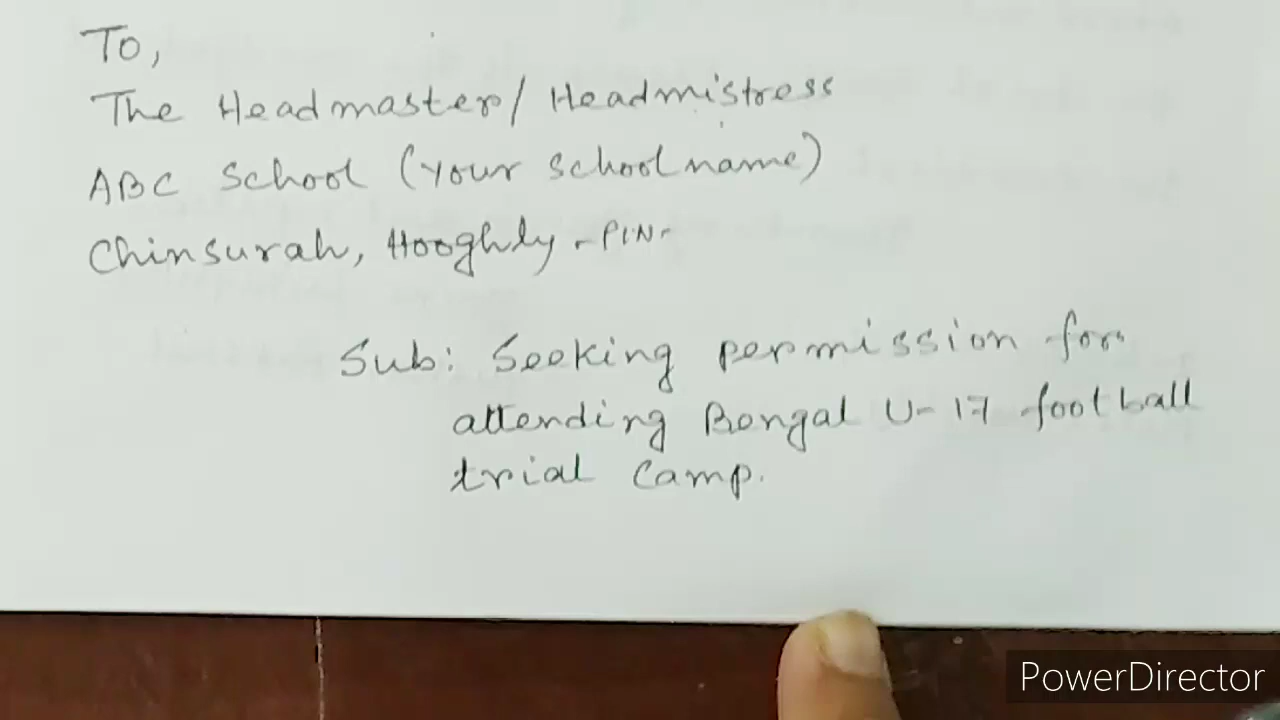 To,
The Headmaster/Headmistress
ABC School (your school name)
Chinsurah, Hooghly - PIN-
Sub: Seeking permission for
attending Bengal U-17 football
trial camp.
PowerDirector